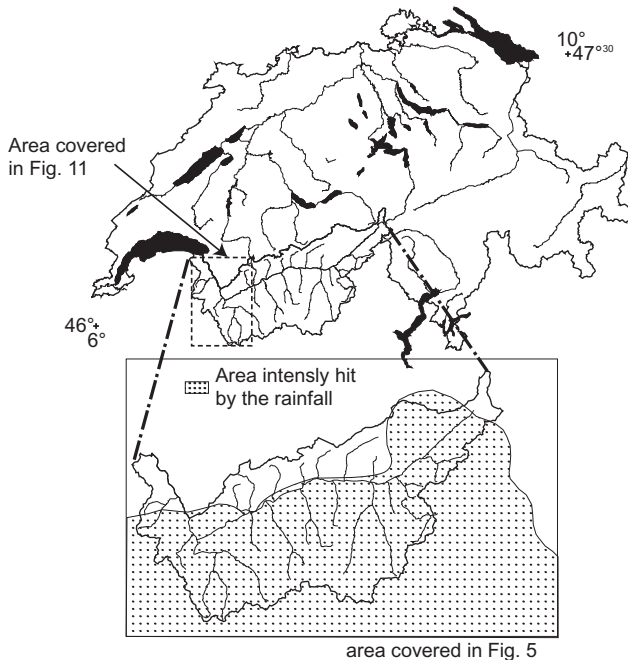 10°
+47°30
Area covered
in Fig. 11
46°+
6°
Area intensly hit
by the rainfall
area covered in Fig. 5